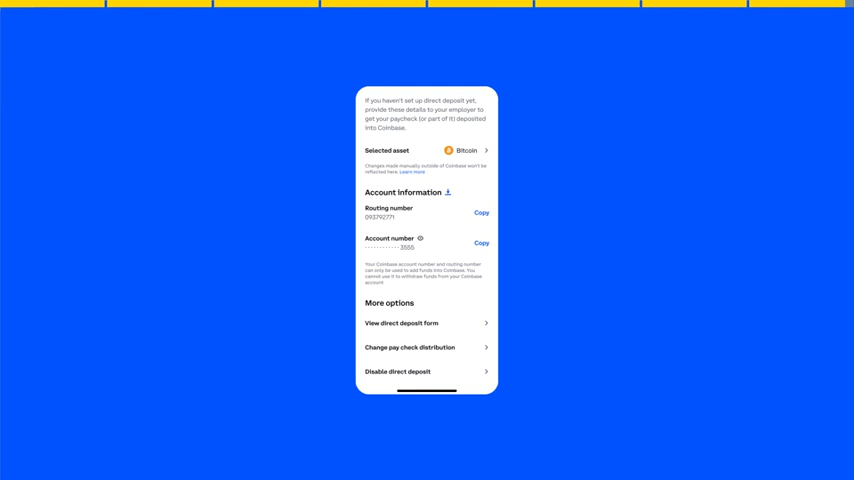 If you haven't set up direct deposit yet,
provide these details to your employer to
get your paycheck (or part of it) deposited
into Coinbase.
Selected asset Bitcoin
Changes made manually outside of Coinbase won't be
reflected here. Learn more
Account information
Routing number
093792771
Copy
Account number
············3555
Copy
Your Coinbase account number and routing number
can only be used to add funds into Coinbase. You
cannot use it to withdraw funds from your Coinbase
account
More options
View direct deposit form
Change pay check distribution
Disable direct deposit